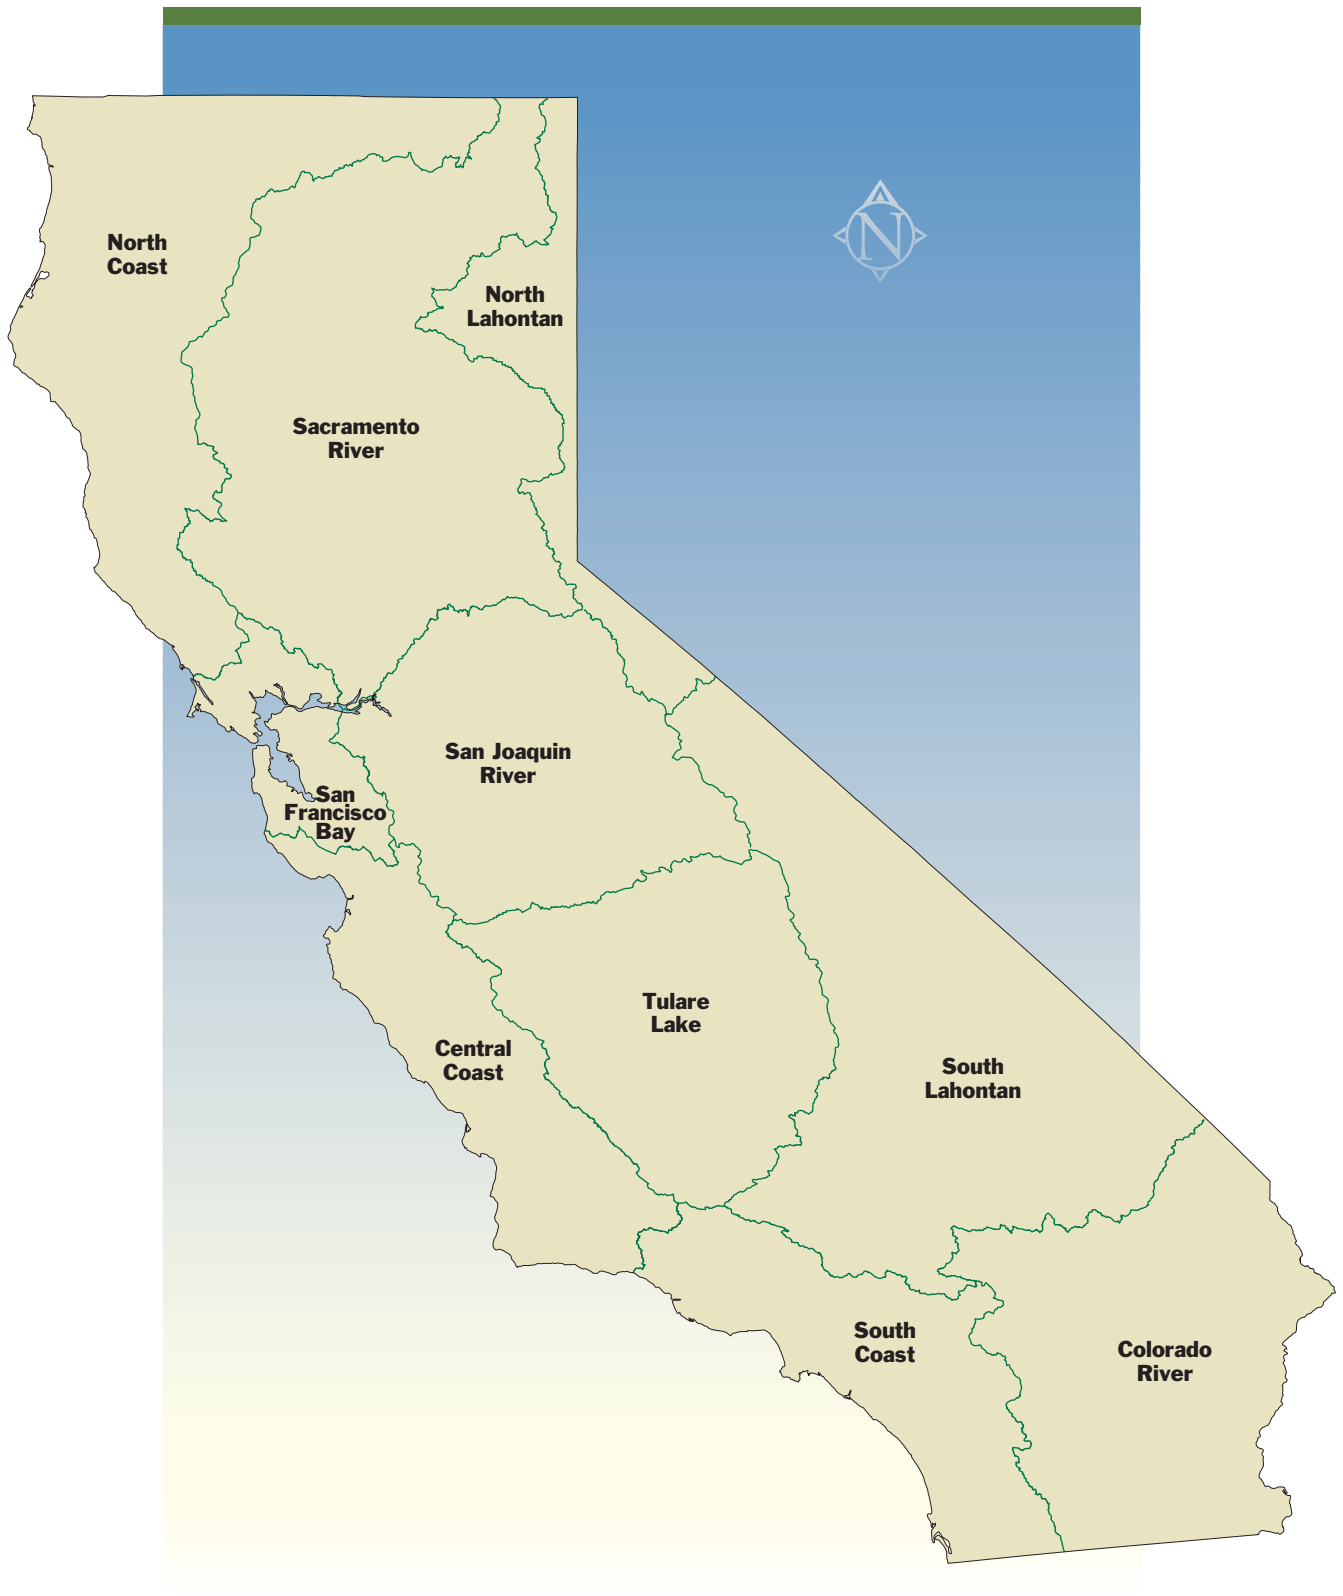 N
North
Coast
North
Lahontan
Sacramento
River
San Joaquin
River
San
Francisco
Bay
Tulare
Lake
Central
Coast
South
Lahontan
South
Coast
Colorado
River